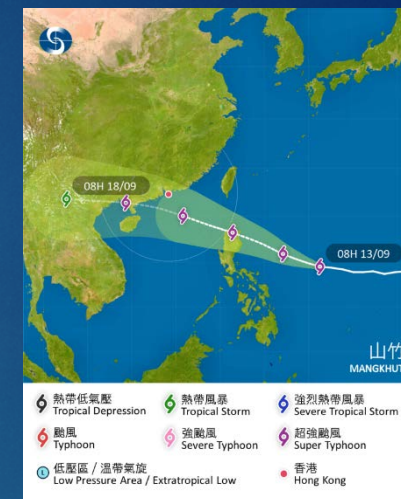 08H 18/09
08H 13/09
山竹
MANGKHUT
熱帶低氣壓
Tropical Depression
熱帶風暴
Tropical Storm
強烈熱帶風暴
Severe Tropical Storm
颱風
Typhoon
強颱風
Severe Typhoon
超強颱風
Super Typhoon
低壓區 / 溫帶氣旋
Low Pressure Area / Extratropical Low
香港
Hong Kong